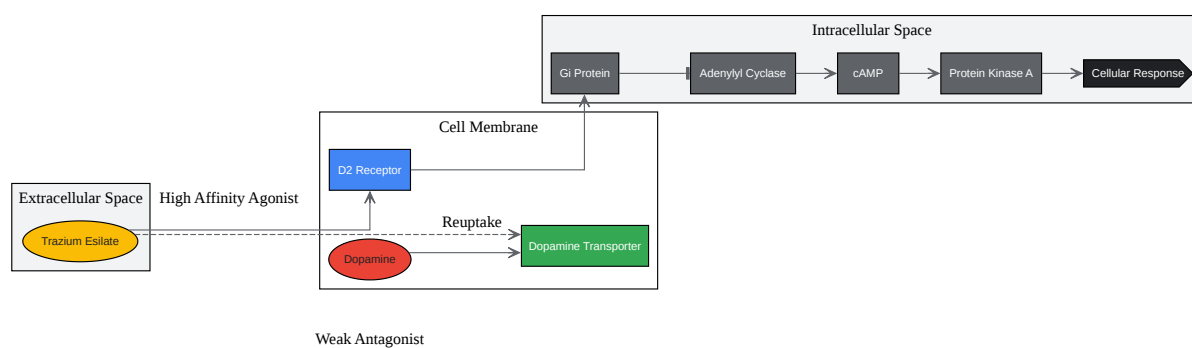 Intracellular Space
Gi Protein
Adenylyl Cyclase
cAMP
Protein Kinase A
Cellular Response
Cell Membrane
D2 Receptor
Extracellular Space
High Affinity Agonist
Trazium Esilate
Reuptake
Dopamine Transporter
Dopamine
Weak Antagonist